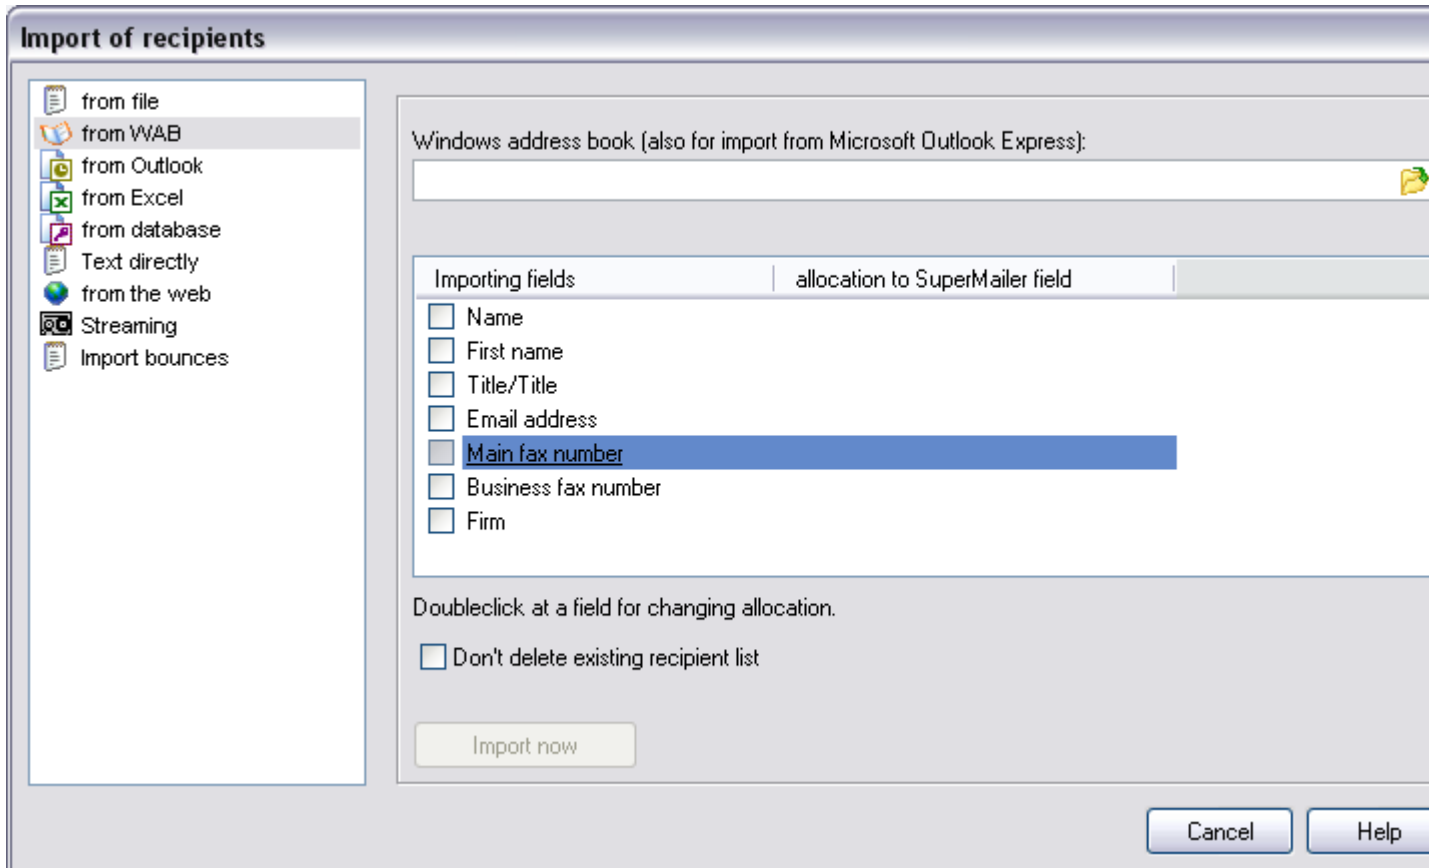 Import of recipients
from file
from WAB
from Outlook
from Excel
from database
Text directly
from the web
Streaming
Import bounces
Windows address book (also for import from Microsoft Outlook Express):
Importing fields allocation to SuperMailer field
Name
First name
Title/Title
Email address
Main fax number
Business fax number
Firm
Doubleclick at a field for changing allocation.
Don't delete existing recipient list
Import now
Cancel Help